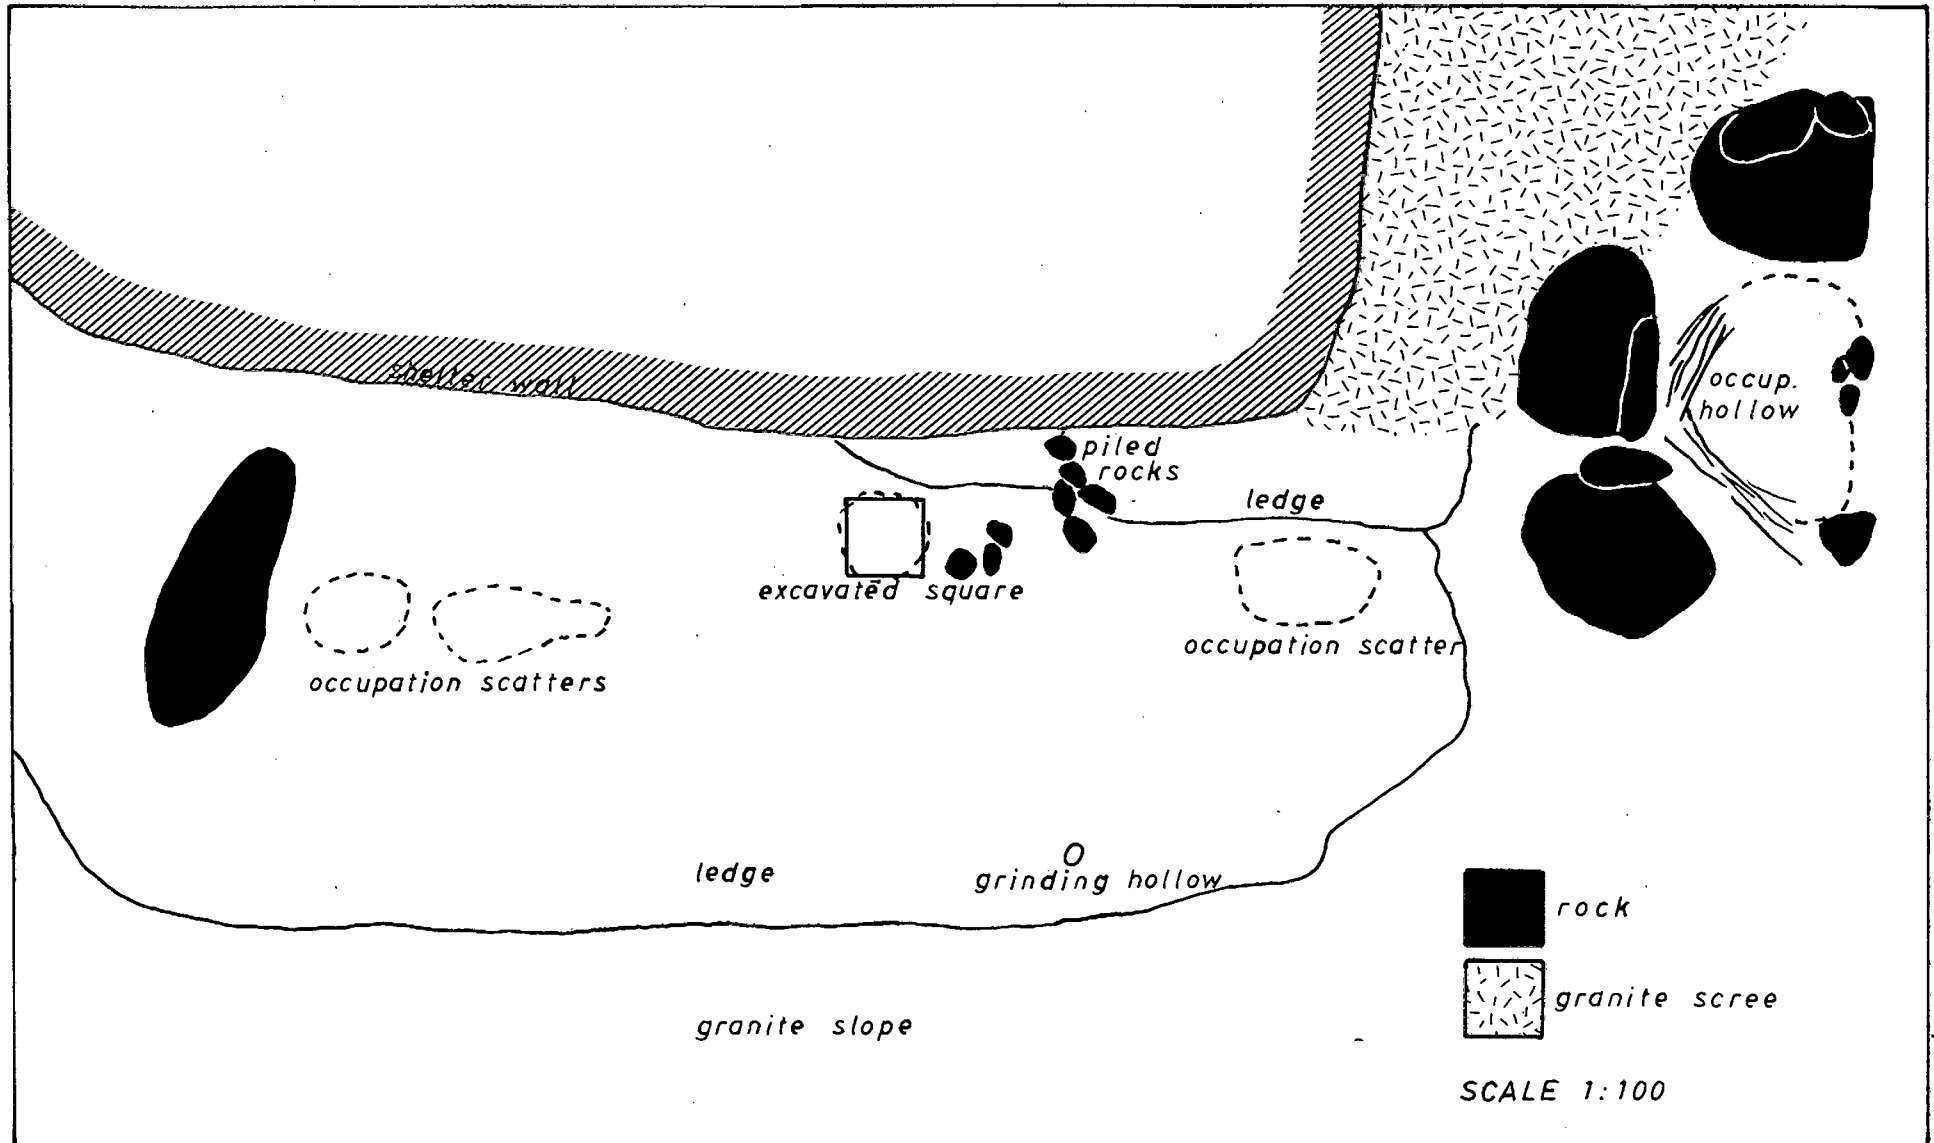 shelter wall
occup.
hollow
piled
rocks
ledge
excavated square
occupation scatter
occupation scatters
ledge
grinding hollow
rock
granite scree
granite slope
SCALE 1:100